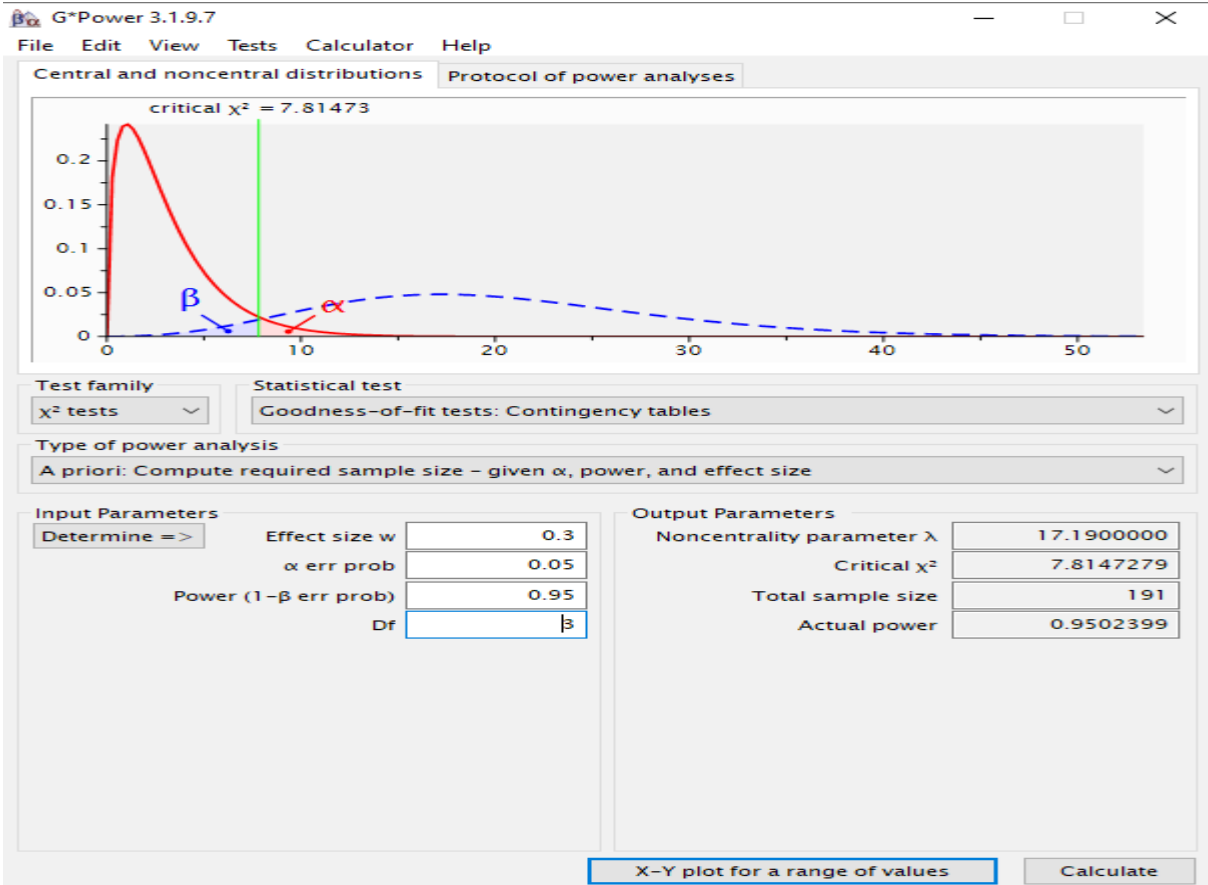 βα G*Power 3.1.9.7
File Edit View Tests Calculator Help
Central and noncentral distributions Protocol of power analyses
critical χ² = 7.81473
0.2
0.15
0.1
0.05
0
β
α
0 10 20 30 40 50
Test family Statistical test
χ² tests Goodness-of-fit tests: Contingency tables
Type of power analysis
A priori: Compute required sample size - given α, power, and effect size
Input Parameters Output Parameters
Determine => Effect size w 0.3 Noncentrality parameter λ 17.1900000
α err prob 0.05 Critical χ² 7.8147279
Power (1-β err prob) 0.95 Total sample size 191
Df 3 Actual power 0.9502399
X-Y plot for a range of values Calculate